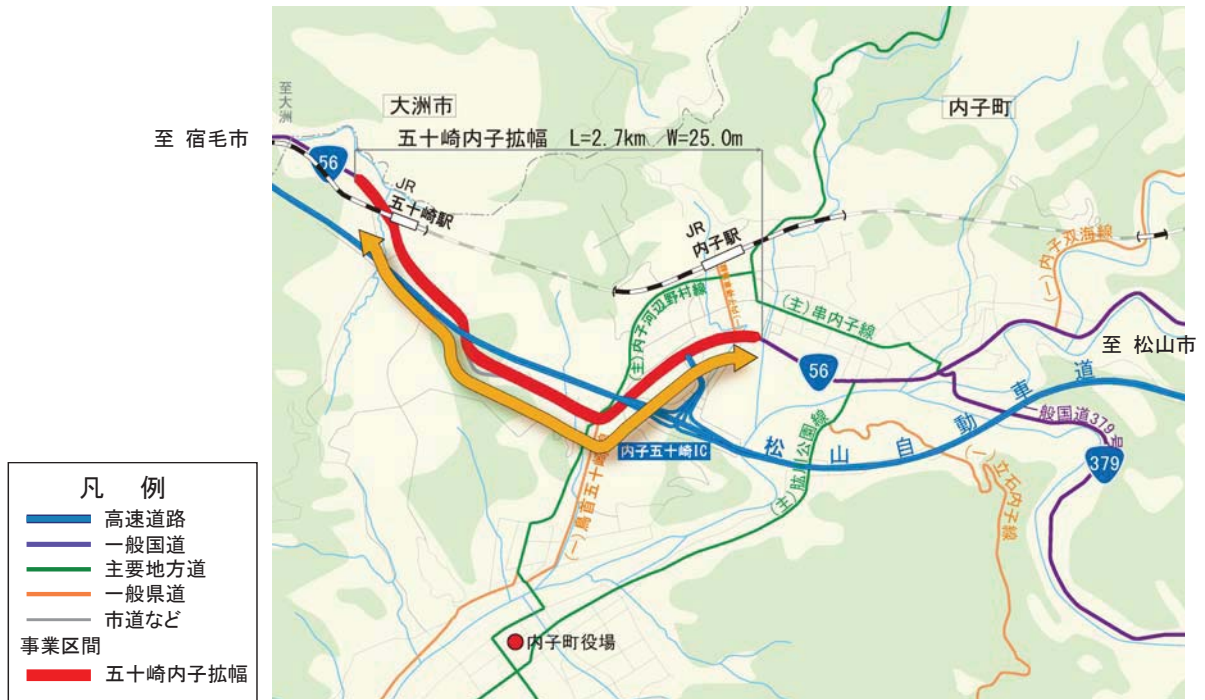 至 宿毛市
至大洲
大洲市
内子町
五十崎内子拡幅 L=2.7km W=25.0m
56
JR
五十崎駅
JR
内子駅
(主)内子河辺野村線
(主)串内子線
(一)内子双海線
至 松山市
56
松山自動車道
一般国道379号
379
内子五十崎IC
(主)肱川公園線
(一)立石内子線
(一)鳥首五十崎線
内子町役場
凡 例
高速道路
一般国道
主要地方道
一般県道
市道など
事業区間
五十崎内子拡幅